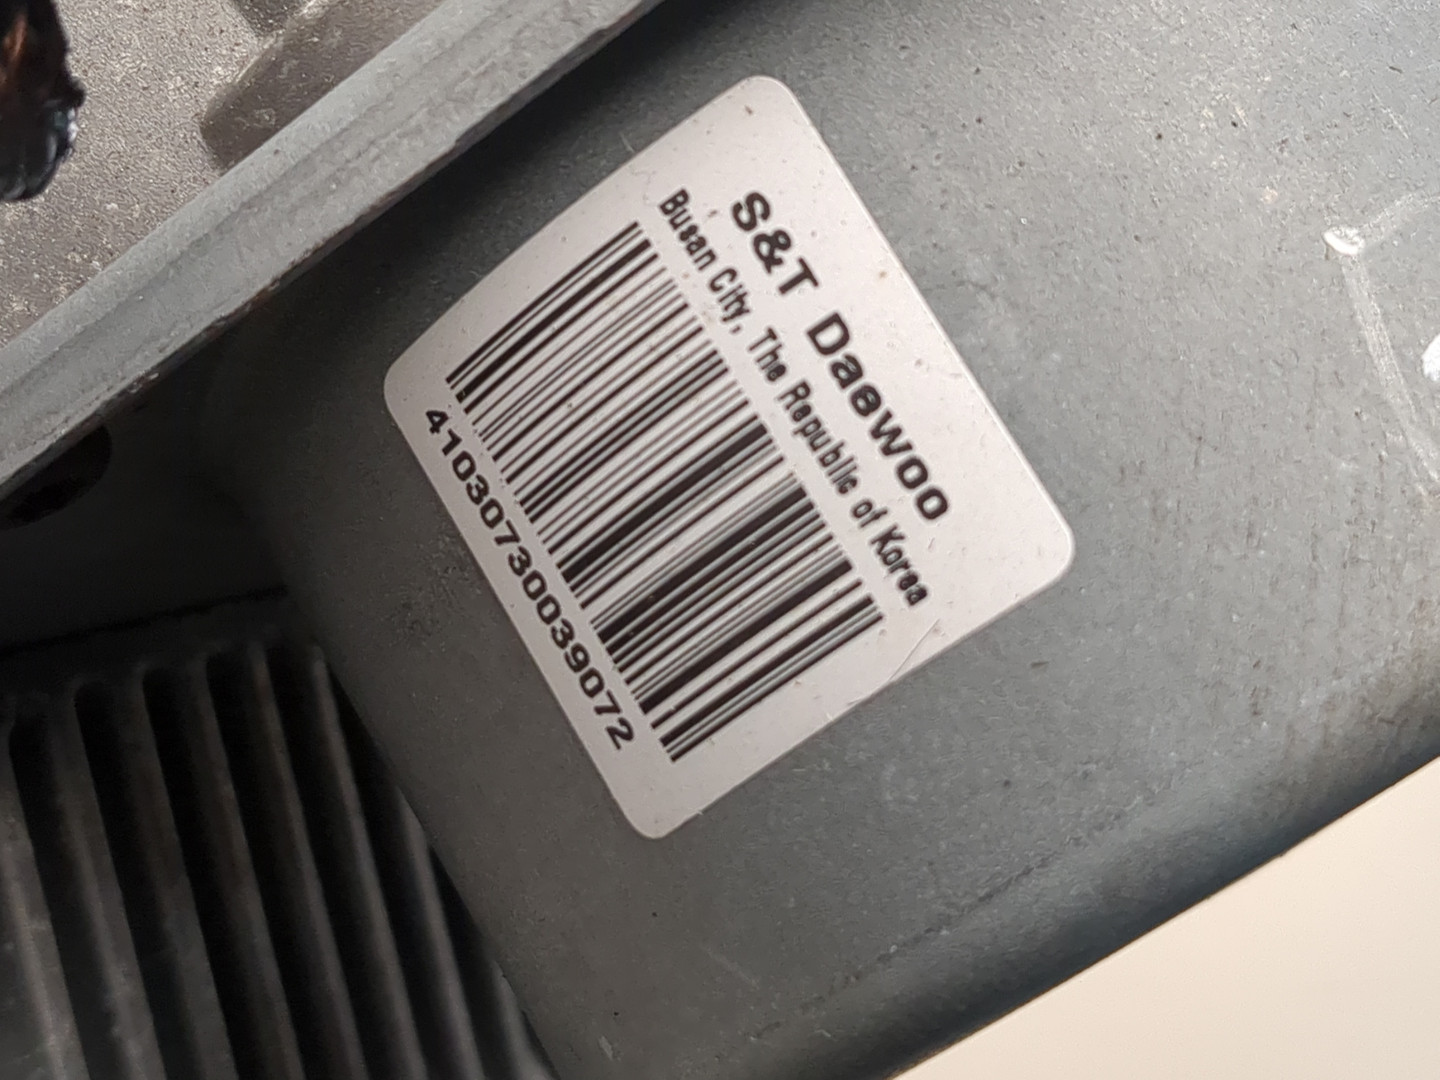 S&T Daewoo
Busan City, The Republic of Korea
41030730039072